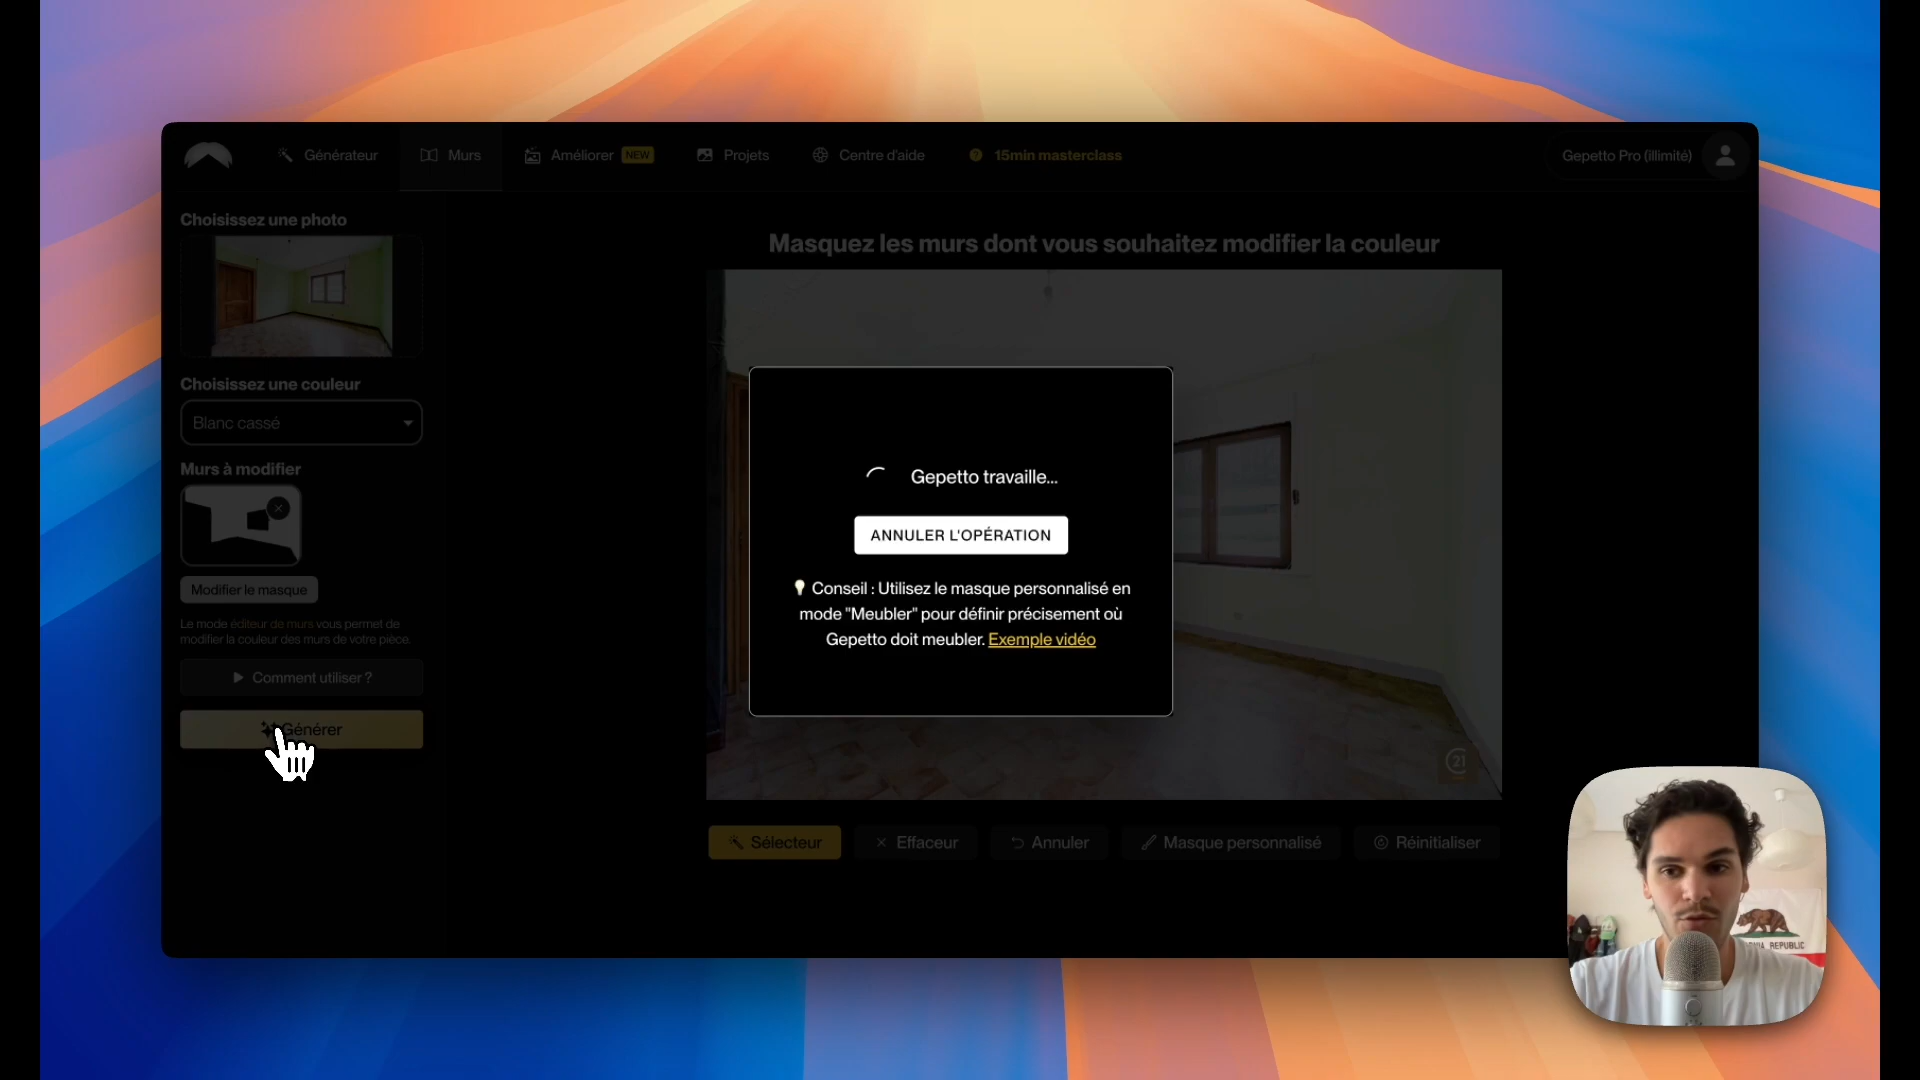 Générateur
Murs
Améliorer NEW
Projets
Centre d'aide
? 15min masterclass
Gepetto Pro (illimité)
Choisissez une photo
Masquez les murs dont vous souhaitez modifier la couleur
Choisissez une couleur
Blanc cassé
Murs à modifier
Modifier le masque
Le mode éditeur de murs vous permet de
modifier la couleur des murs de votre pièce.
Comment utiliser ?
Générer
Gepetto travaille...
ANNULER L'OPÉRATION
Conseil : Utilisez le masque personnalisé en
mode "Meubler" pour définir précisement où
Gepetto doit meubler. Exemple vidéo
21
Sélecteur
Effaceur
Annuler
Masque personnalisé
Réinitialiser
REPUBLIC